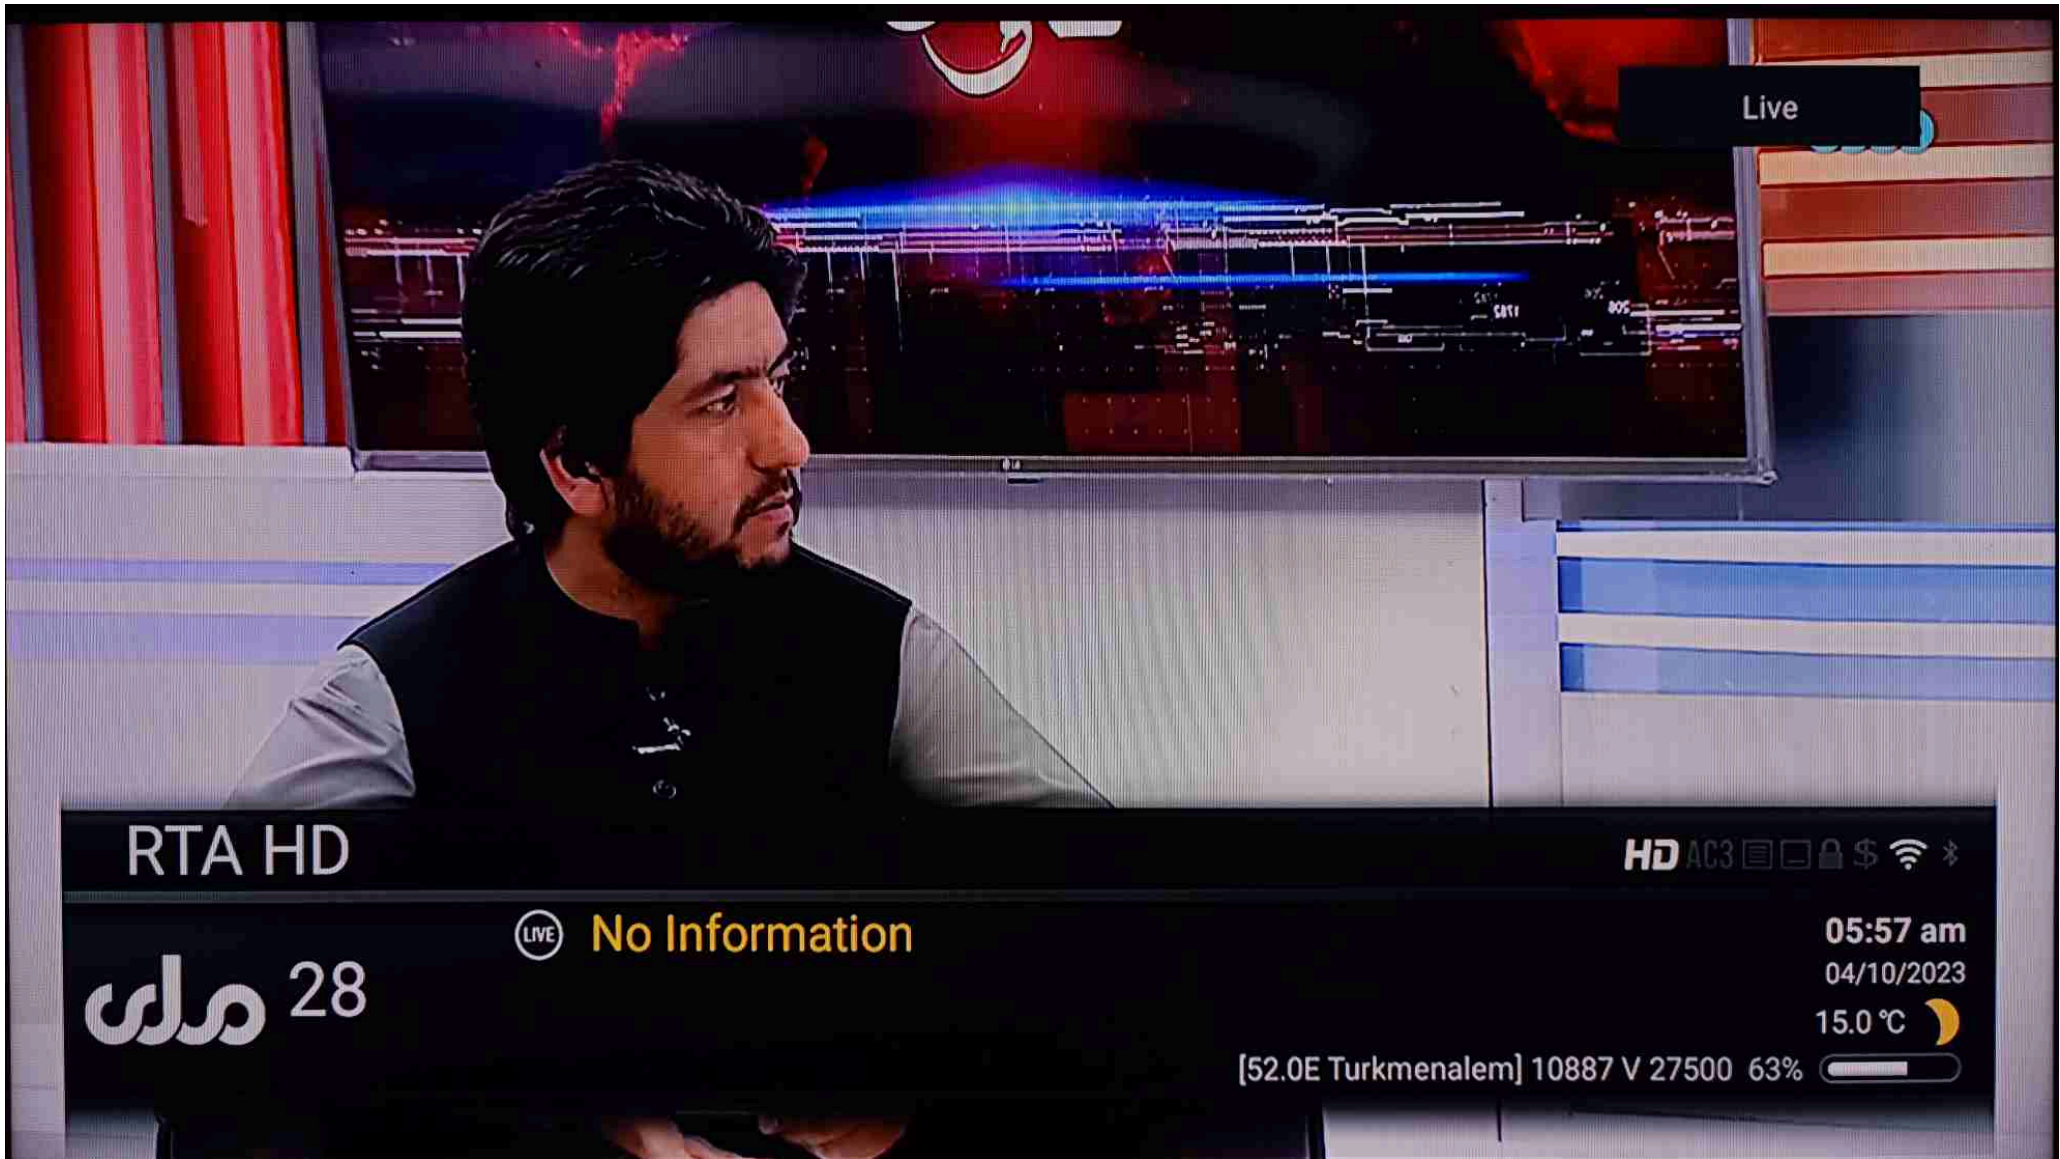 Live
RTA HD
HD AC3 $
LIVE No Information
05:57 am
04/10/2023
ملی 28
15.0 °C
[52.0E Turkmenalem] 10887 V 27500 63%